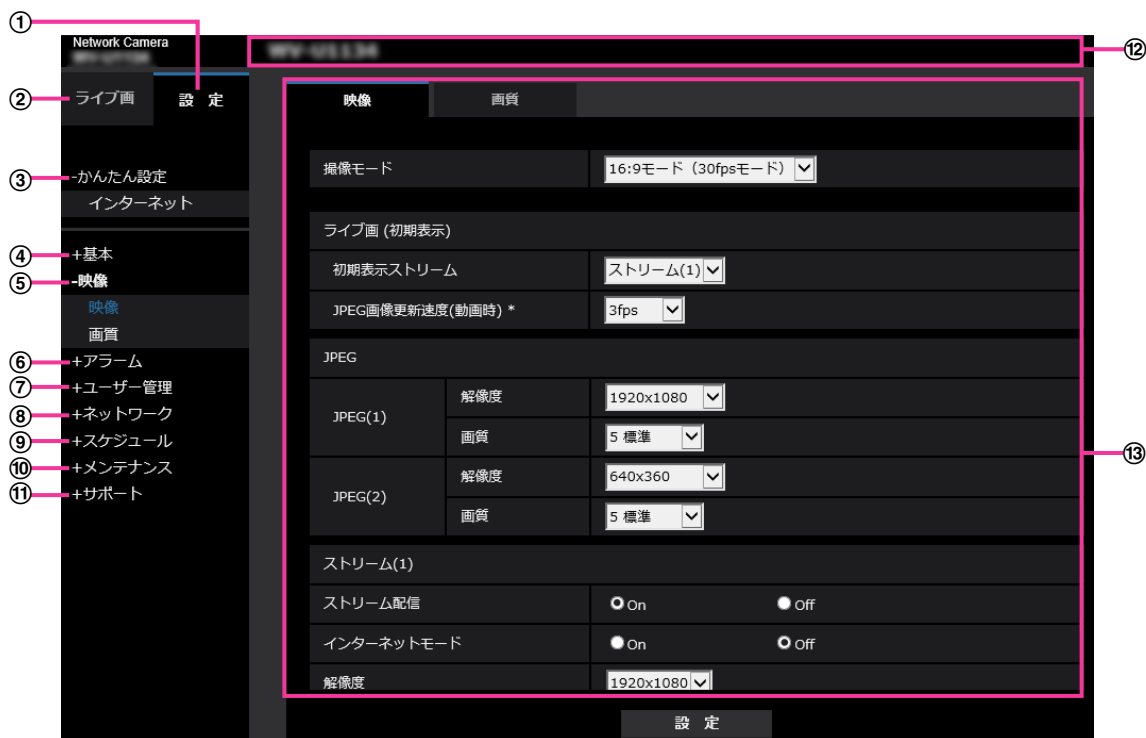 ①
Network Camera
WV-U1134
⑫
② ライブ画 設 定
映像 画質
撮像モード 16:9モード（30fpsモード）
③ -かんたん設定
インターネット
ライブ画 (初期表示)
④ +基本
初期表示ストリーム ストリーム(1)
⑤ -映像
映像
JPEG画像更新速度(動画時) * 3fps
画質
⑥ +アラーム
JPEG
⑦ +ユーザー管理
JPEG(1) 解像度 1920x1080
⑧ +ネットワーク
画質 5 標準
⑨ +スケジュール
⑬
⑩ +メンテナンス
JPEG(2) 解像度 640x360
⑪ +サポート
画質 5 標準
ストリーム(1)
ストリーム配信 On Off
インターネットモード On Off
解像度 1920x1080
設 定